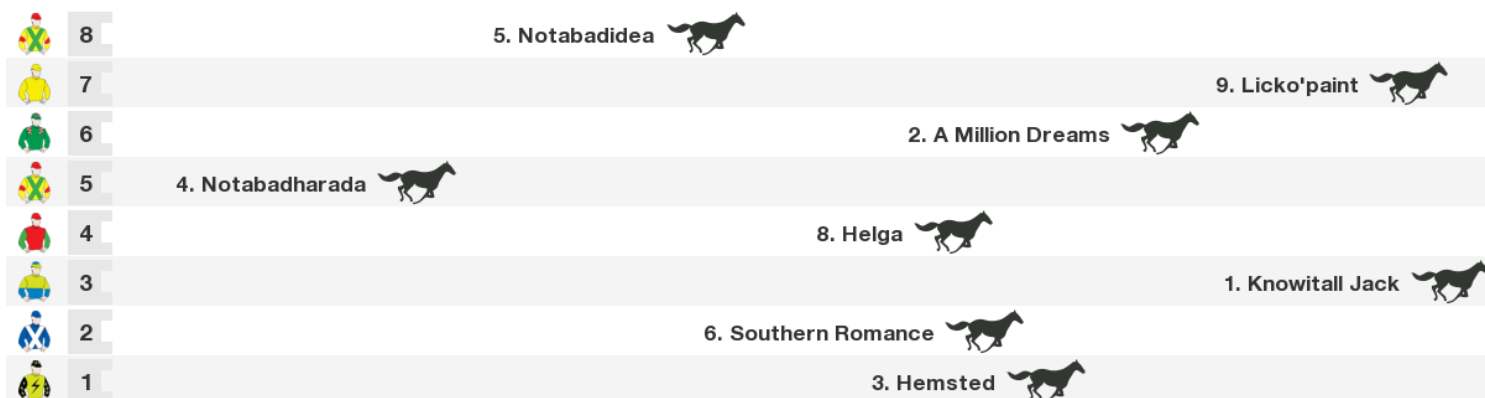 8 5. Notabadidea
7 9. Licko'paint
6 2. A Million Dreams
5 4. Notabadharada
4 8. Helga
3 1. Knowitall Jack
2 6. Southern Romance
1 3. Hemsted